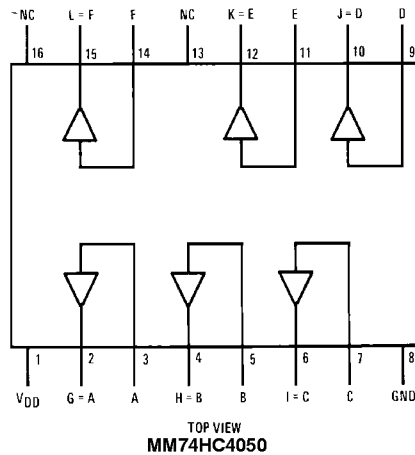 NC L = F F NC K = E E J = D D
16 15 14 13 12 11 10 9
1 2 3 4 5 6 7 8
VDD G = A A H = B B I = C C GND
TOP VIEW
MM74HC4050